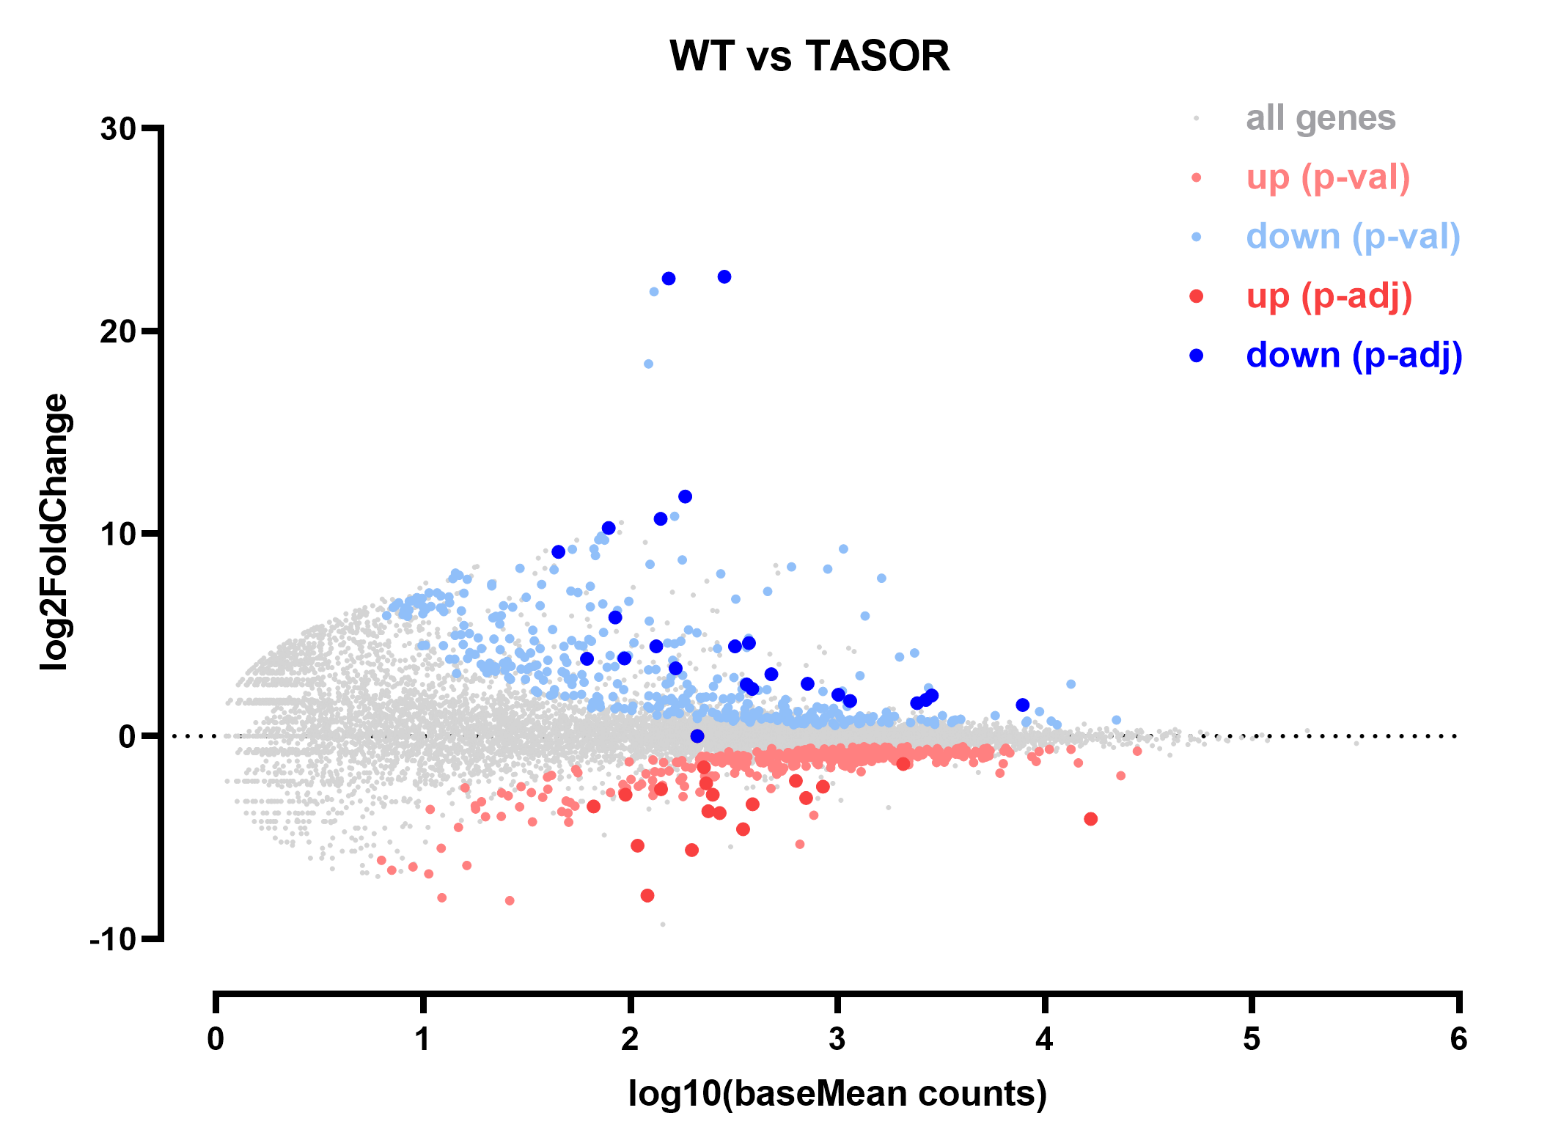 WT vs TASOR
all genes
up (p-val)
down (p-val)
up (p-adj)
down (p-adj)
log2FoldChange
30
20
10
0
-10
0 1 2 3 4 5 6
log10(baseMean counts)